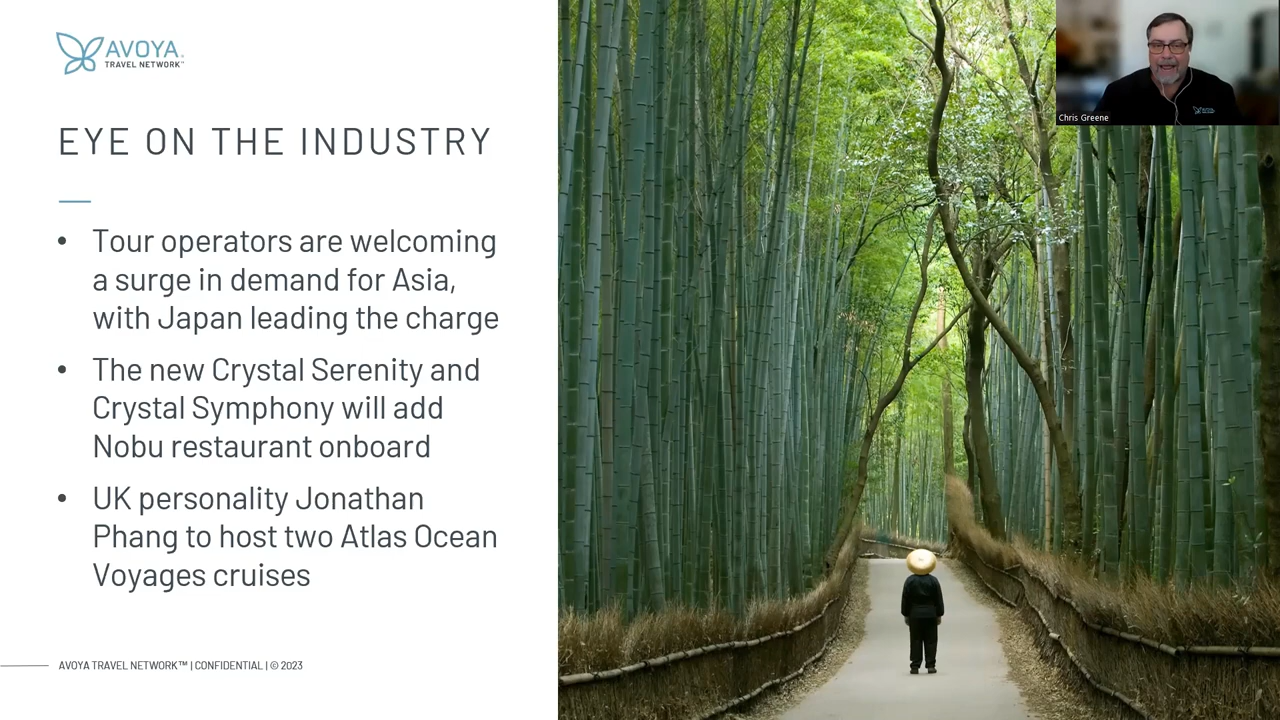 AVOYA
TRAVEL NETWORK™
EYE ON THE INDUSTRY
• Tour operators are welcoming
a surge in demand for Asia,
with Japan leading the charge
• The new Crystal Serenity and
Crystal Symphony will add
Nobu restaurant onboard
• UK personality Jonathan
Phang to host two Atlas Ocean
Voyages cruises
AVOYA TRAVEL NETWORK™ | CONFIDENTIAL | © 2023
Chris Greene
AVOYA